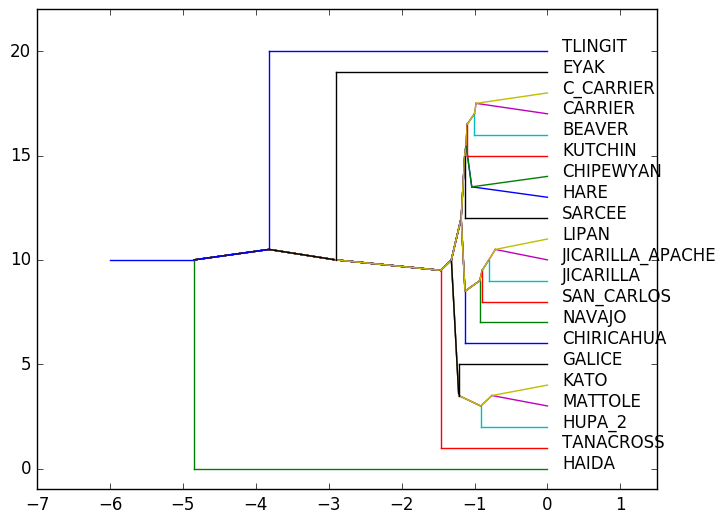 20
15
10
5
0
TLINGIT
EYAK
C_CARRIER
CARRIER
BEAVER
KUTCHIN
CHIPEWYAN
HARE
SARCEE
LIPAN
JICARILLA_APACHE
JICARILLA
SAN_CARLOS
NAVAJO
CHIRICAHUA
GALICE
KATO
MATTOLE
HUPA_2
TANACROSS
HAIDA
−7 −6 −5 −4 −3 −2 −1 0 1